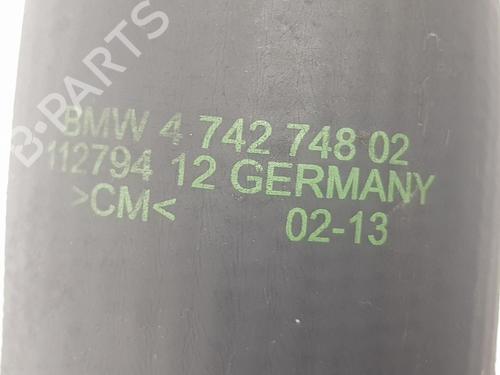 B-PARTS
BMW 4 742 748 02
112794 12 GERMANY
>CM< 02-13